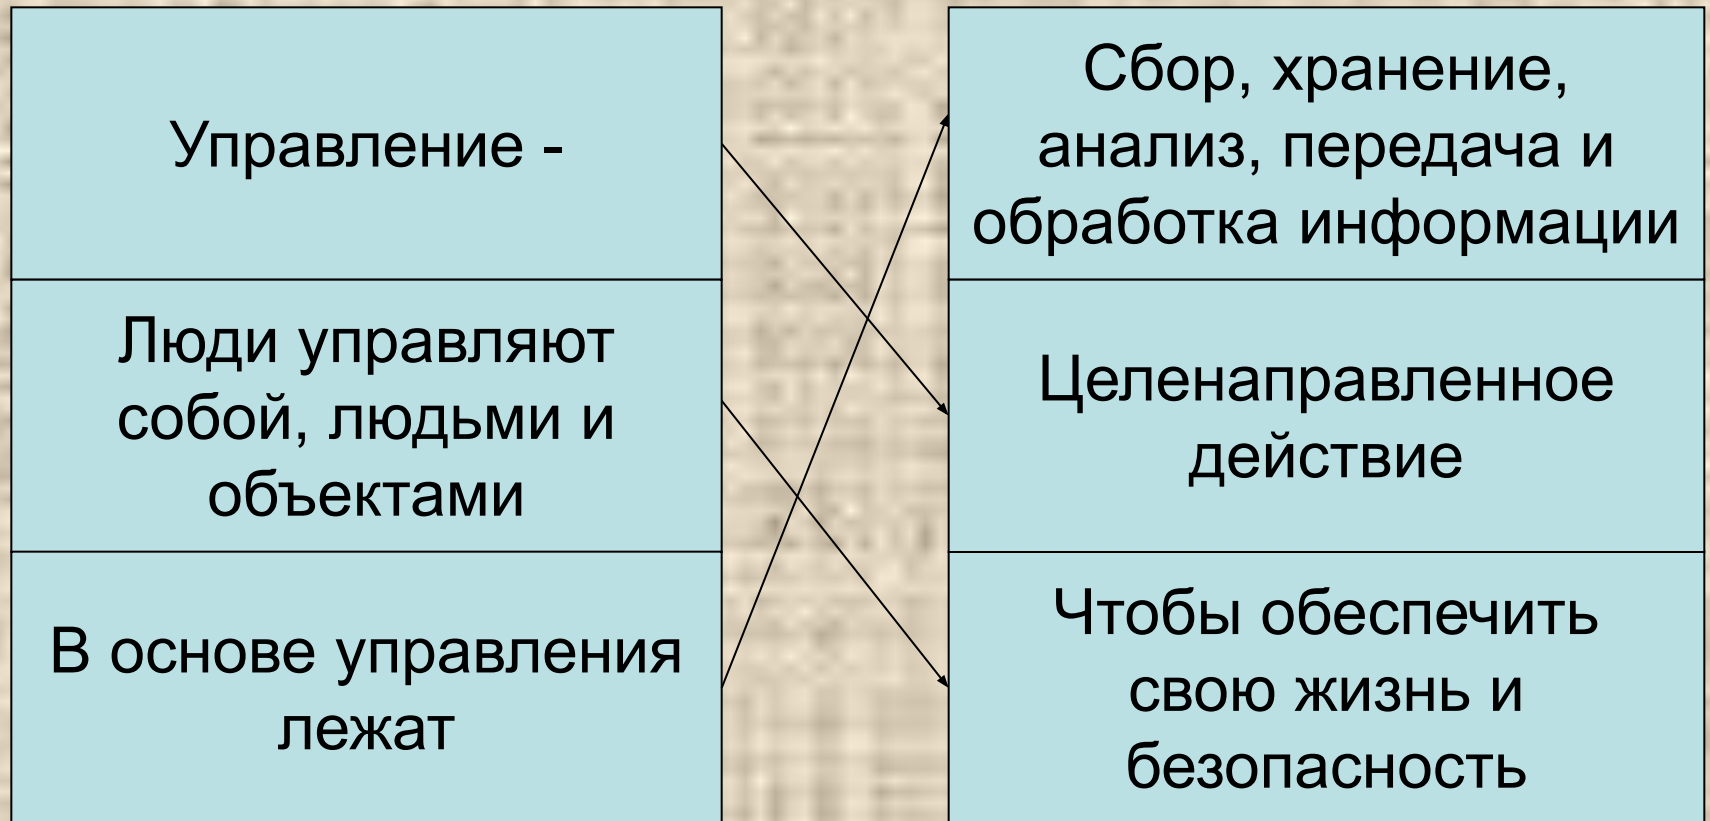 Управление -
Люди управляют
собой, людьми и
объектами
В основе управления
лежат
Сбор, хранение,
анализ, передача и
обработка информации
Целенаправленное
действие
Чтобы обеспечить
свою жизнь и
безопасность